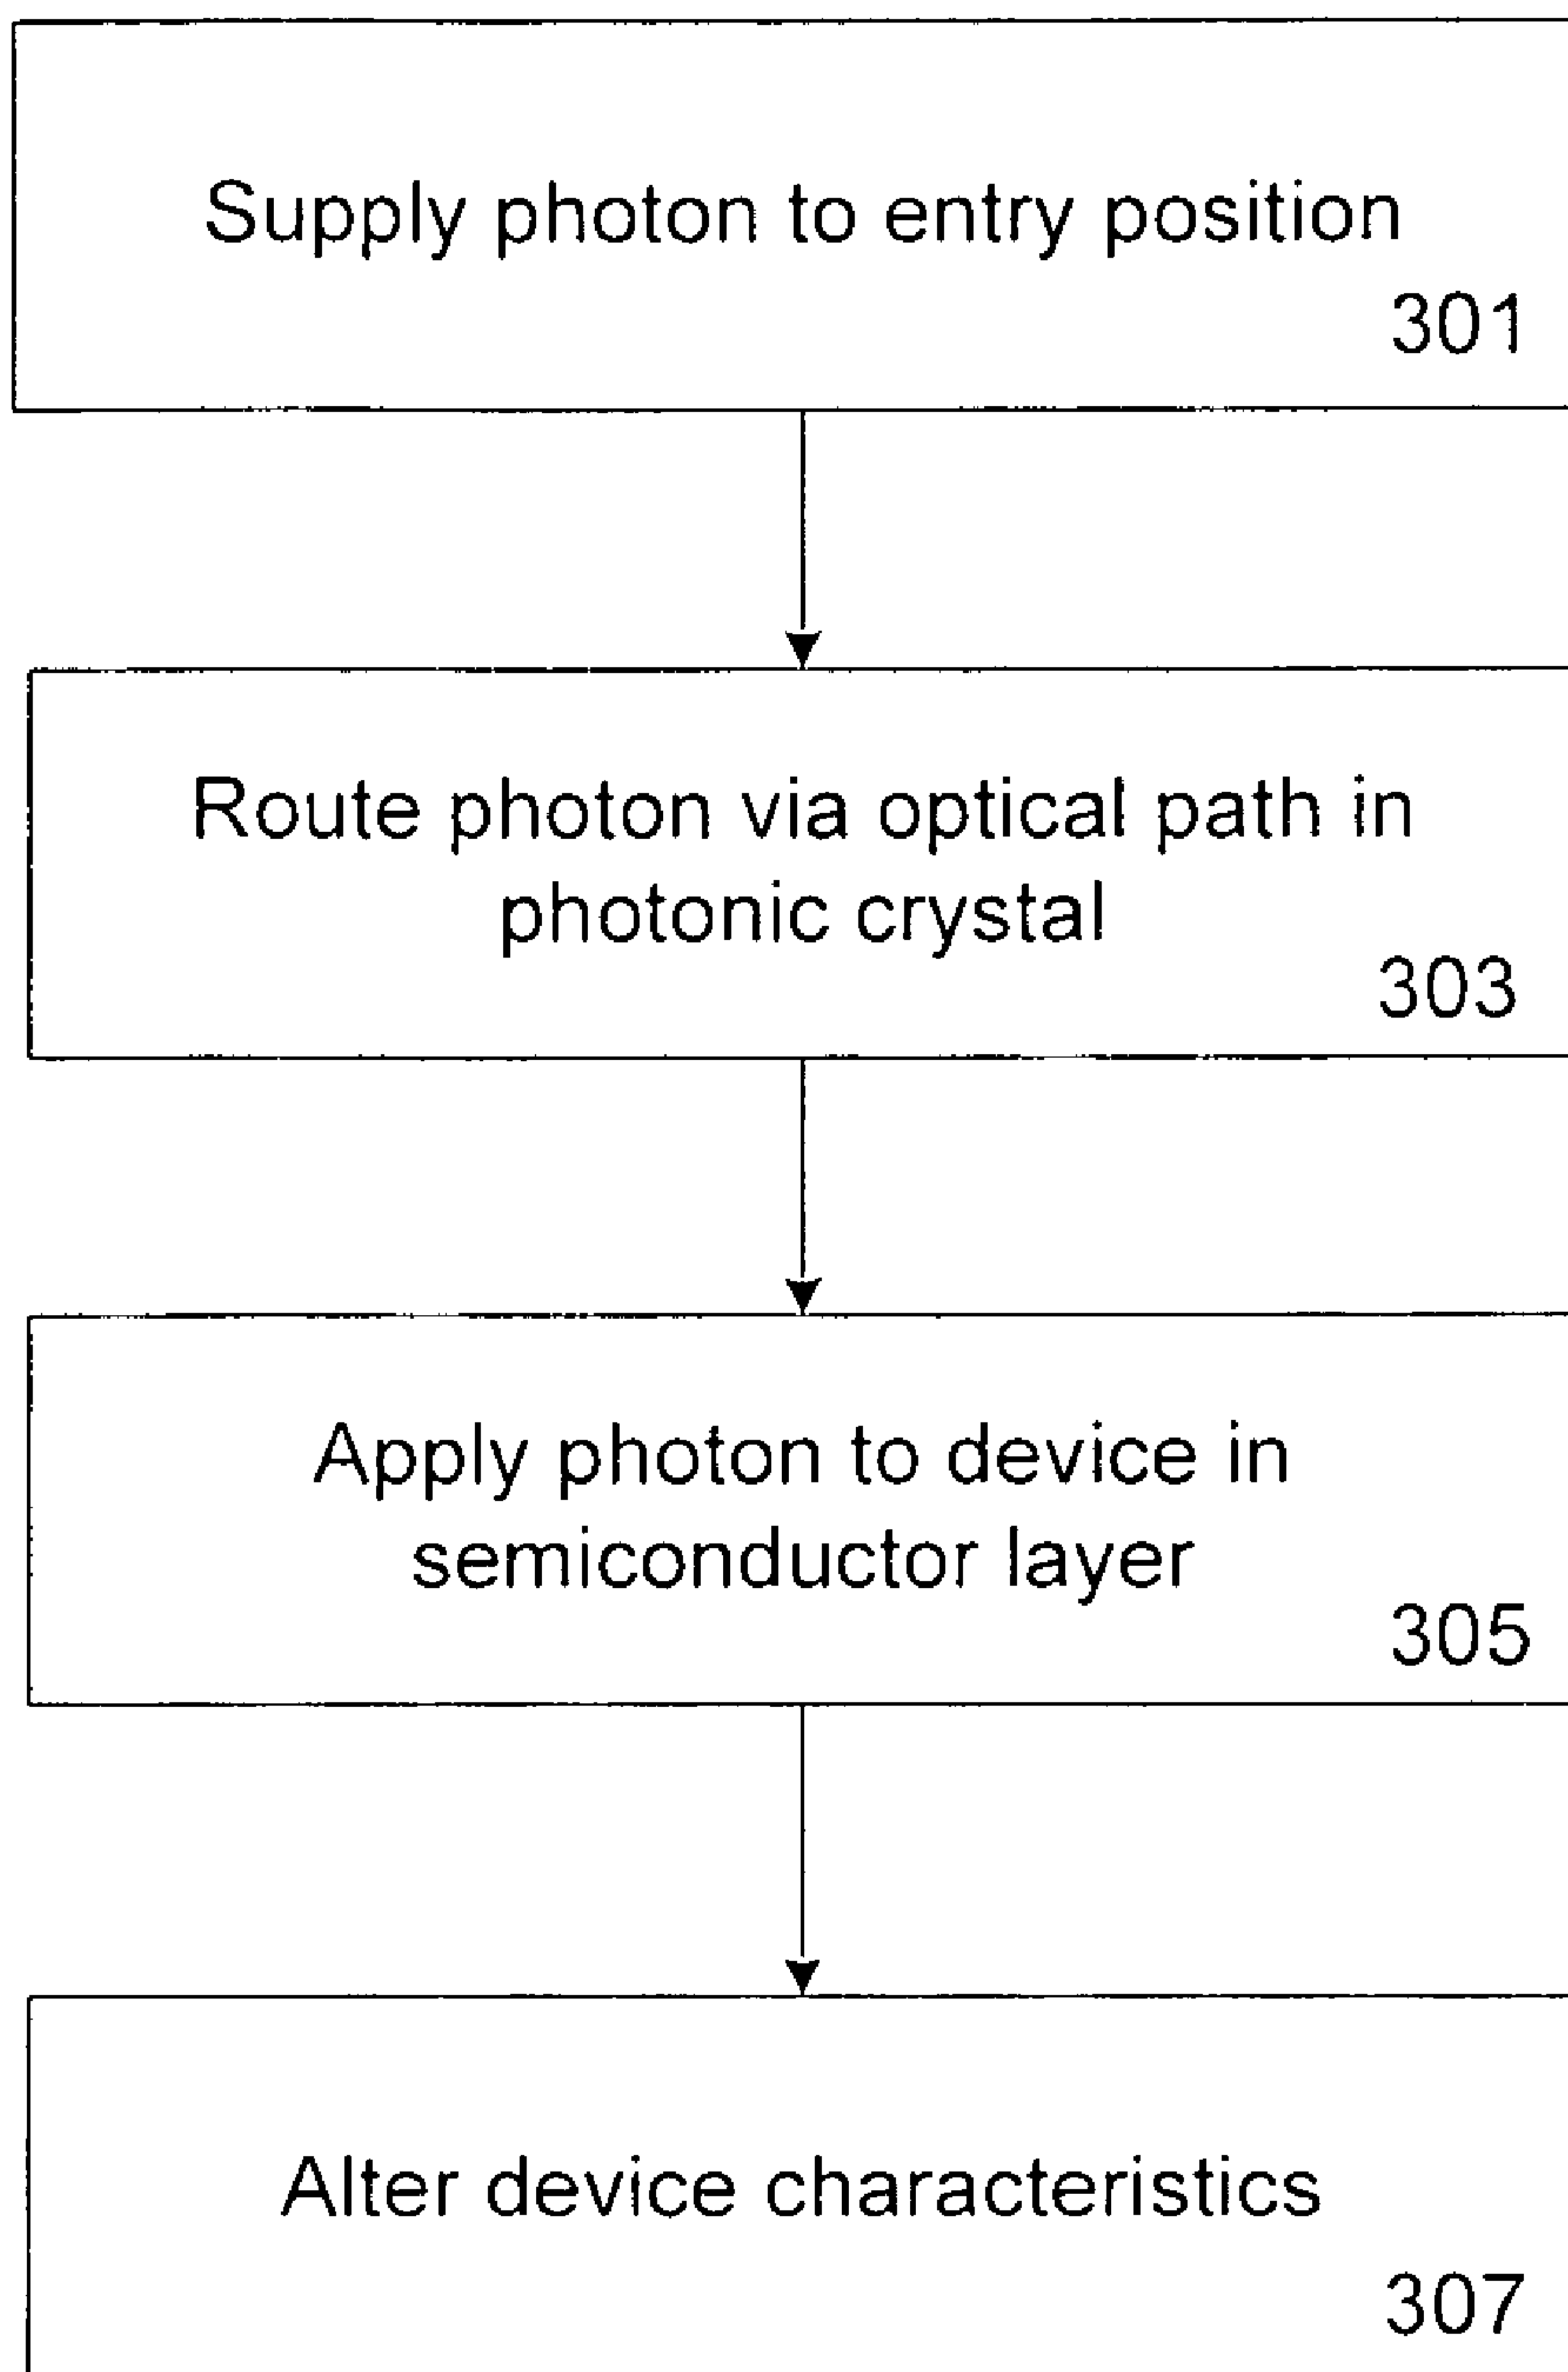 Supply photon to entry position
301
Route photon via optical path in
photonic crystal
303
Apply photon to device in
semiconductor layer
305
Alter device characteristics
307